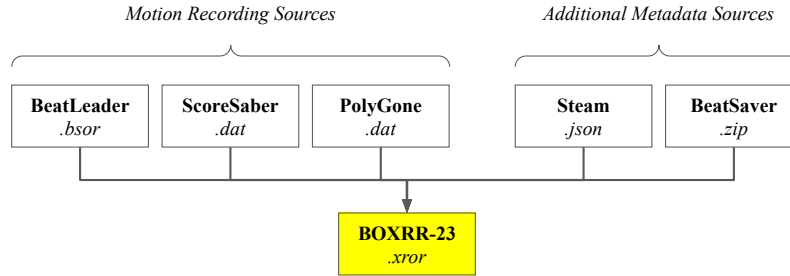 Motion Recording Sources
Additional Metadata Sources
BeatLeader
.bsor
ScoreSaber
.dat
PolyGone
.dat
Steam
.json
BeatSaver
.zip
BOXRR-23
.xror